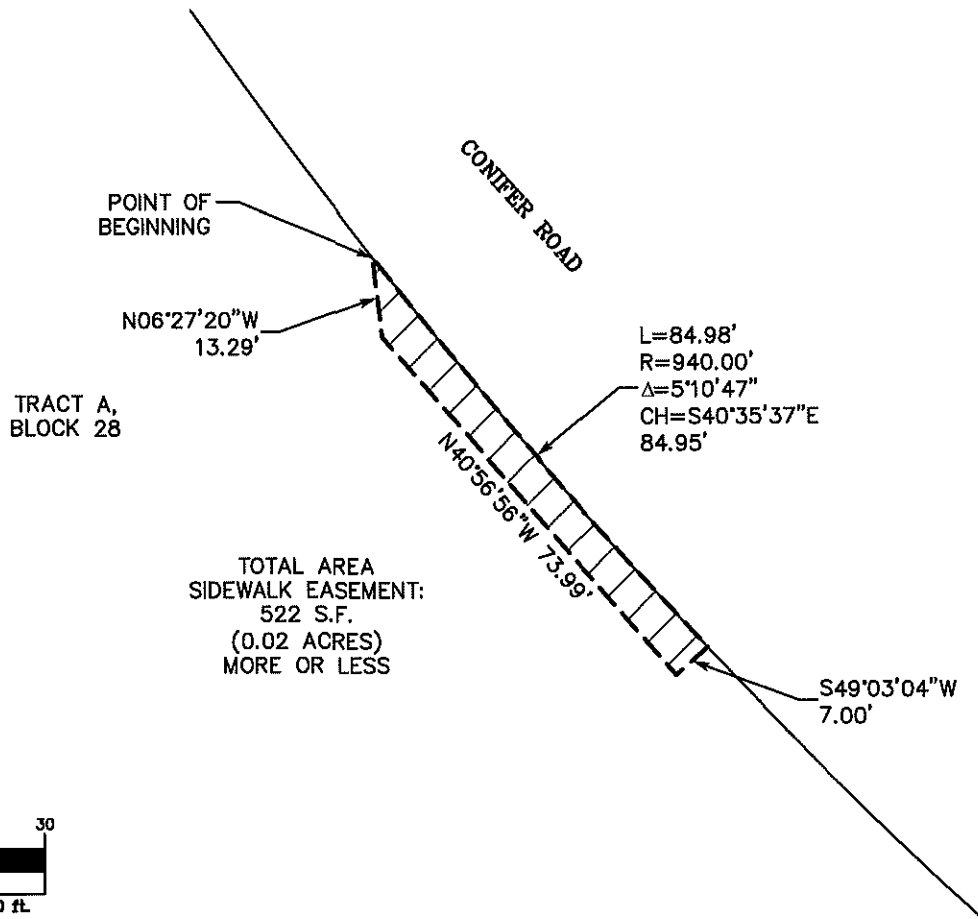 CONIFER ROAD
POINT OF
BEGINNING
N06°27'20"W
13.29'
L=84.98'
R=940.00'
Δ=5°10'47"
CH=S40°35'37"E
84.95'
TRACT A,
BLOCK 28
N40°56'56"W 73.99'
TOTAL AREA
SIDEWALK EASEMENT:
522 S.F.
(0.02 ACRES)
MORE OR LESS
S49°03'04"W
7.00'
30
ft.